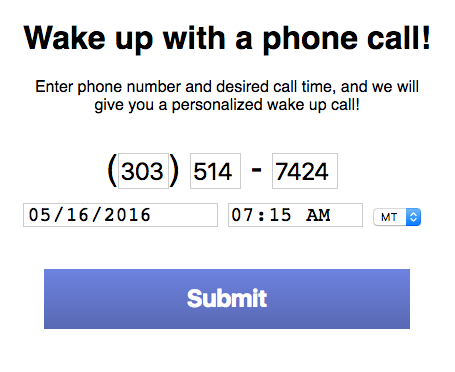 Wake up with a phone call!
Enter phone number and desired call time, and we will
give you a personalized wake up call!
(303) 514 - 7424
05/16/2016 07:15 AM MT
Submit